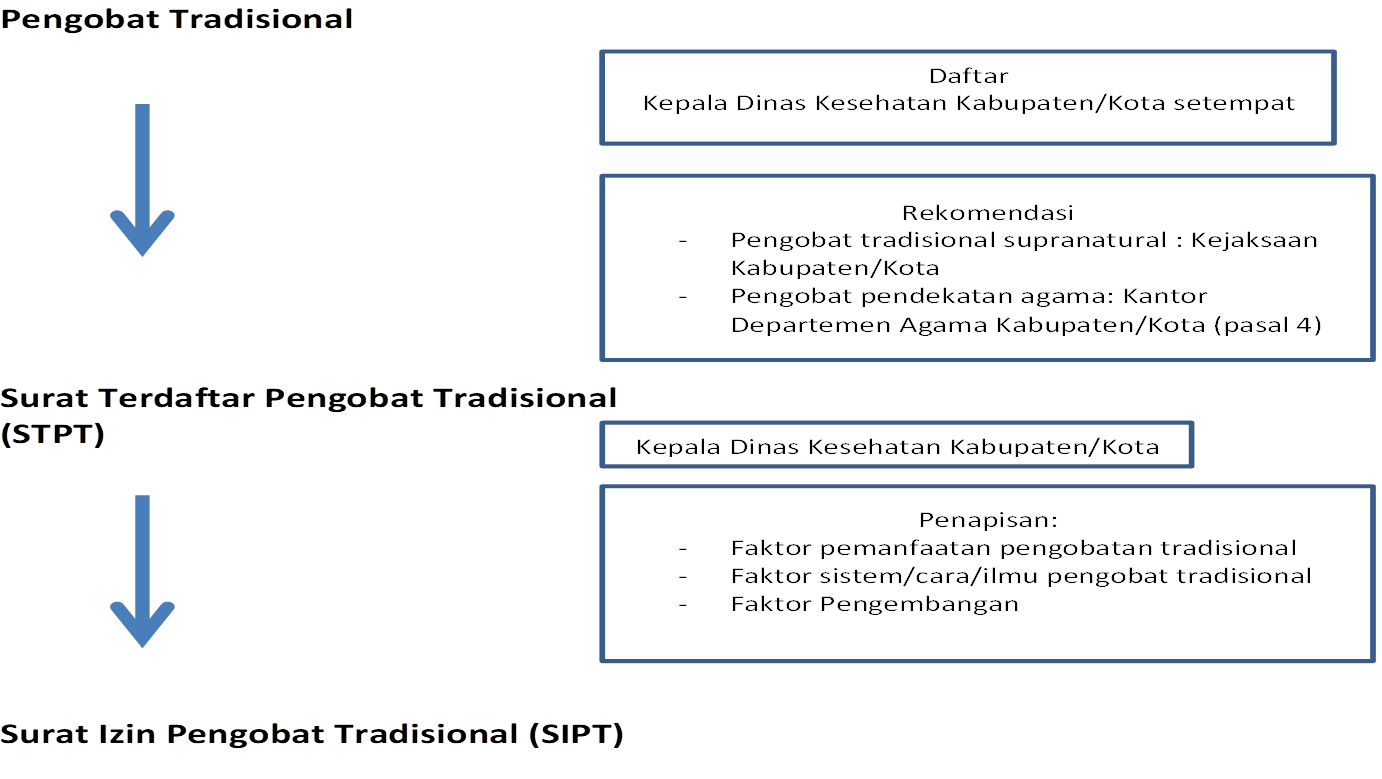 Pengobat Tradisional
Daftar
Kepala Dinas Kesehatan Kabupaten/Kota setempat
Rekomendasi
- Pengobat tradisional supranatural : Kejaksaan
Kabupaten/Kota
- Pengobat pendekatan agama: Kantor
Departemen Agama Kabupaten/Kota (pasal 4)
Surat Terdaftar Pengobat Tradisional
(STPT)
Kepala Dinas Kesehatan Kabupaten/Kota
Penapisan:
- Faktor pemanfaatan pengobatan tradisional
- Faktor sistem/cara/ilmu pengobat tradisional
- Faktor Pengembangan
Surat Izin Pengobat Tradisional (SIPT)